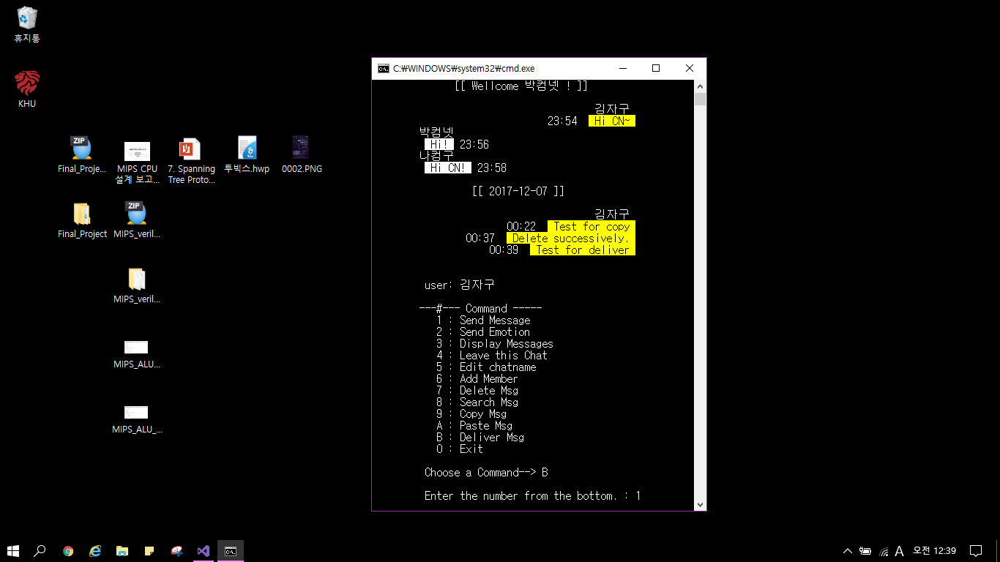 휴지통
KHU
ZIP
Final_Proje...
MIPS CPU
설계 보고...
7. Spanning
Tree Proto...
투빅스.hwp
0002.PNG
Final_Project
ZIP
MIPS_veril...
MIPS_veril...
MIPS_ALU...
MIPS_ALU_...
C:₩WINDOWS₩system32₩cmd.exe
[[ Wellcome 박컴넷 ! ]]
김자구
23:54 Hi CN~
박컴넷
Hi! 23:56
나컴구
Hi CN! 23:58
[[ 2017-12-07 ]]
김자구
00:22 Test for copy
00:37 Delete successively.
00:39 Test for deliver
user: 김자구
---#--- Command -----
1 : Send Message
2 : Send Emotion
3 : Display Messages
4 : Leave this Chat
5 : Edit chatname
6 : Add Member
7 : Delete Msg
8 : Search Msg
9 : Copy Msg
A : Paste Msg
B : Deliver Msg
0 : Exit
Choose a Command--> B
Enter the number from the bottom. : 1
A 오전 12:39